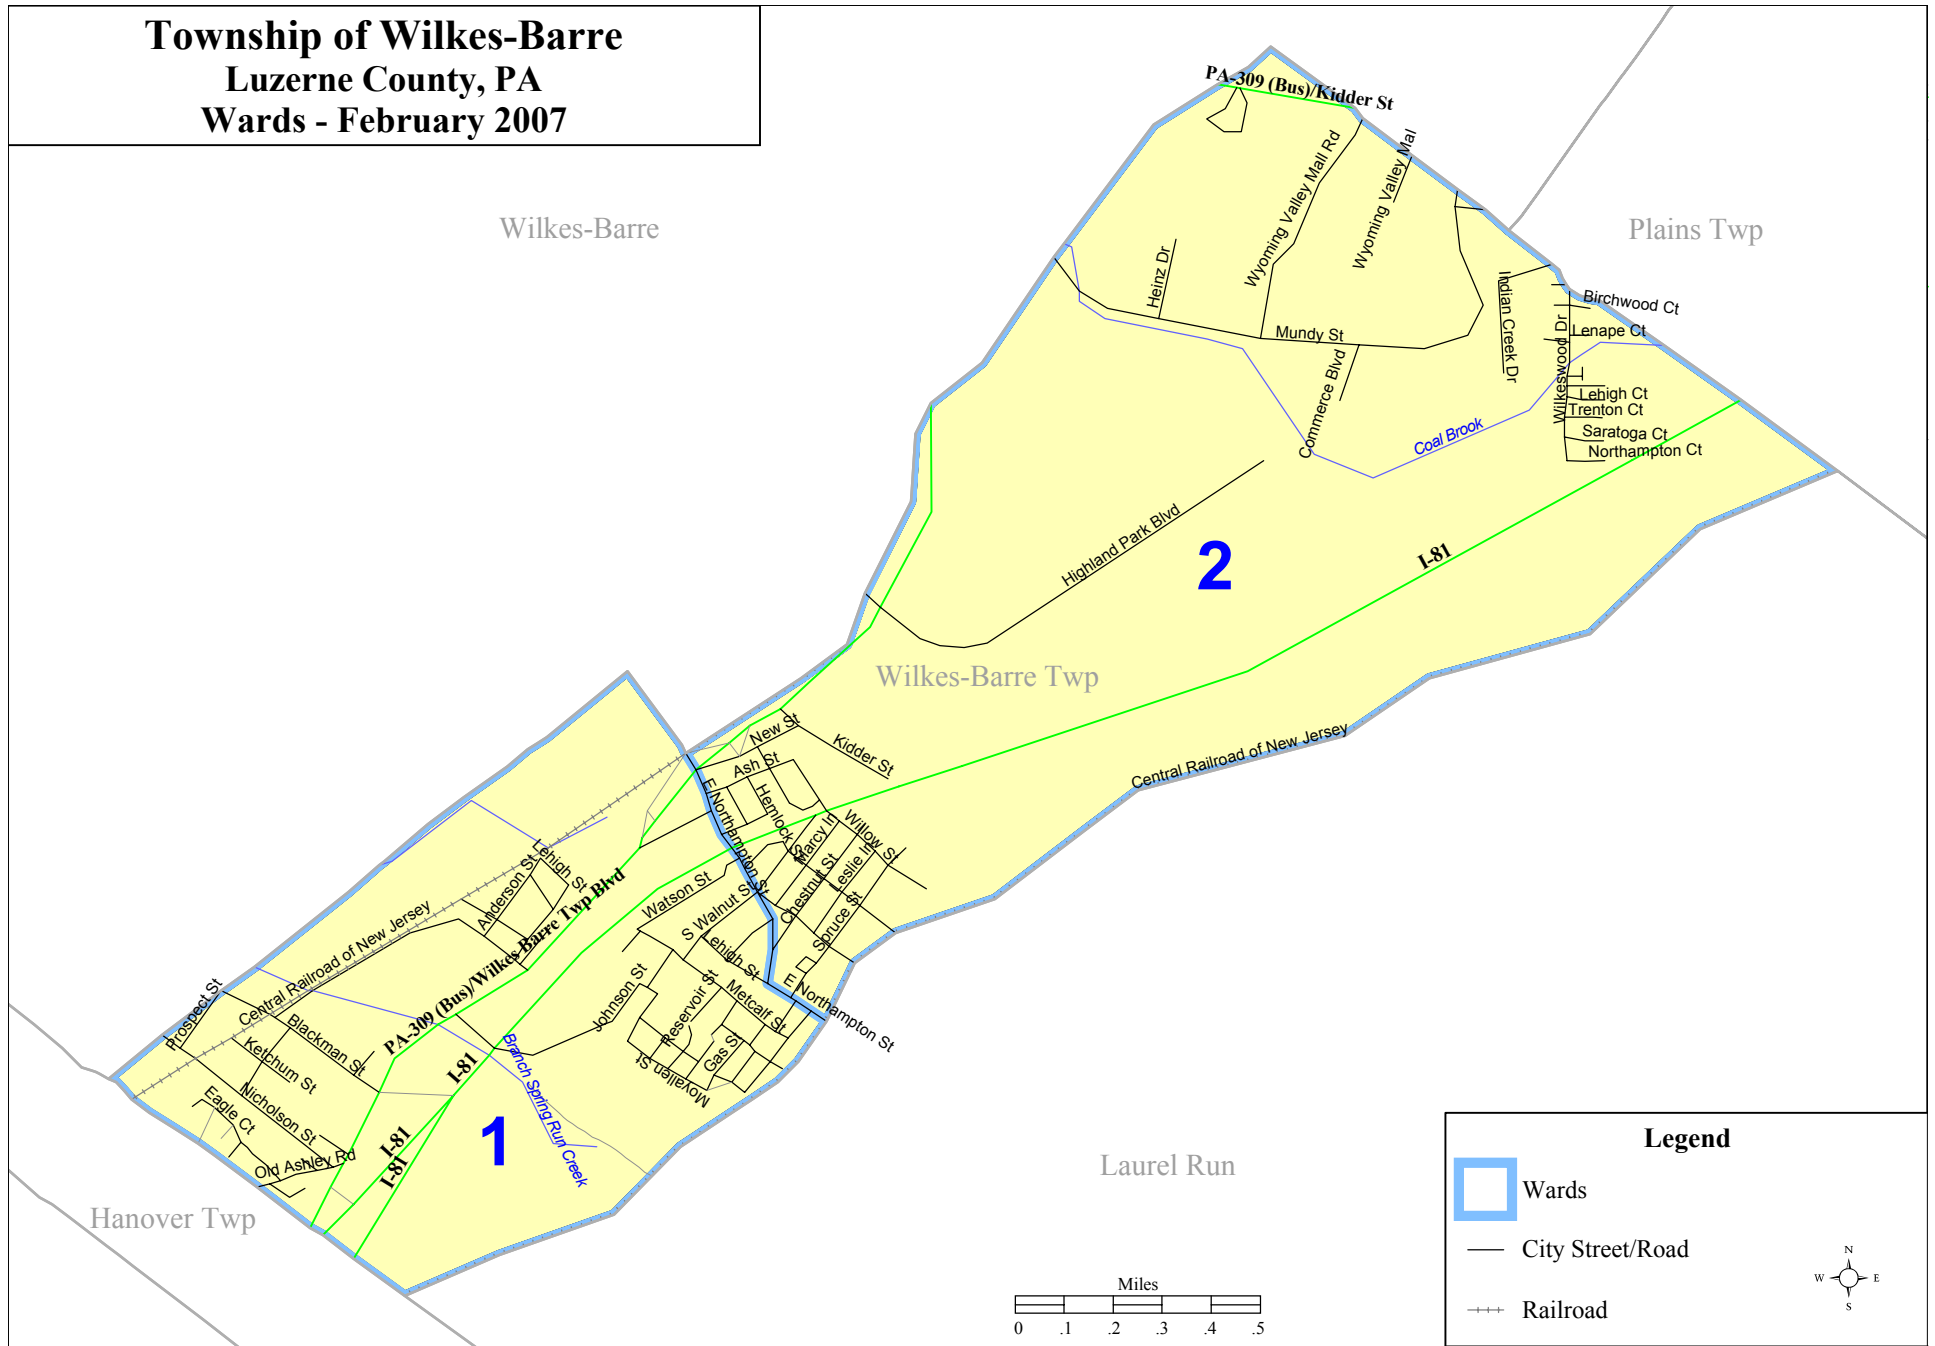 Township of Wilkes-Barre
Luzerne County, PA
Wards - February 2007
PA-309 (Bus)/Kidder St
Wyoming Valley Mall Rd
Wyoming Valley Mal
Wilkes-Barre
Plains Twp
Heinz Dr
Indian Creek Dr
Birchwood Ct
Mundy St
Wilkeswood Dr
Lenape Ct
Commerce Blvd
Lehigh Ct
Trenton Ct
Coal Brook
Saratoga Ct
Northampton Ct
Highland Park Blvd
2
I-81
Wilkes-Barre Twp
New St
Kidder St
Central Railroad of New Jersey
Ash St
E Northampton St
Hemlock St
Marcy ln
Willow St
Lehigh St
Anderson St
Chestnut St
Leslie ln
Watson St
S Walnut S
Spruce St
PA-309 (Bus)/Wilkes Barre Twp Blvd
Central Railroad of New Jersey
Lehigh St
Prospect St
Johnson St
Reservoir St
Metcalf St
E Northampton St
Blackman St
Ketchum St
Gas St
Moyallen St
I-81
Branch Spring Run Creek
Eagle Ct
Nicholson St
1
I-81
I-81
Old Ashley Rd
Laurel Run
Hanover Twp
Legend
Wards
City Street/Road
Railroad
N
W
E
S
Miles
0 .1 .2 .3 .4 .5